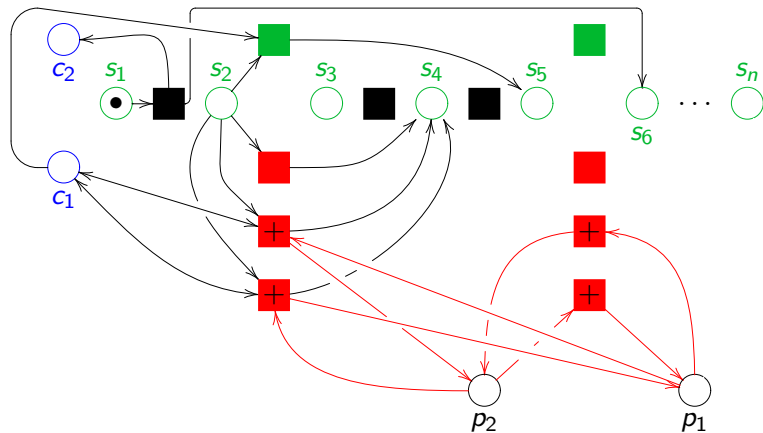 c₂ s₁ s₂ s₃ s₄ s₅ sₙ
· · ·
s₆
c₁
+ +
+ +
p₂ p₁